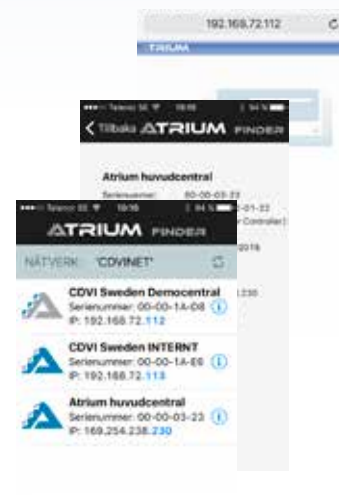 192.168.72.112
ATRIUM
Tillbaka ATRIUM FINDER
Atrium huvudcentral
Serienummer: 00-00-03-23
ATRIUM FINDER
NÄTVERK: "CDVINET"
CDVI Sweden Democentral
Serienummer: 00-00-1A-D8
IP: 192.168.72.112
CDVI Sweden INTERNT
Serienummer: 00-00-1A-E6
IP: 192.168.72.113
Atrium huvudcentral
Serienummer: 00-00-03-23
IP: 169.254.238.230